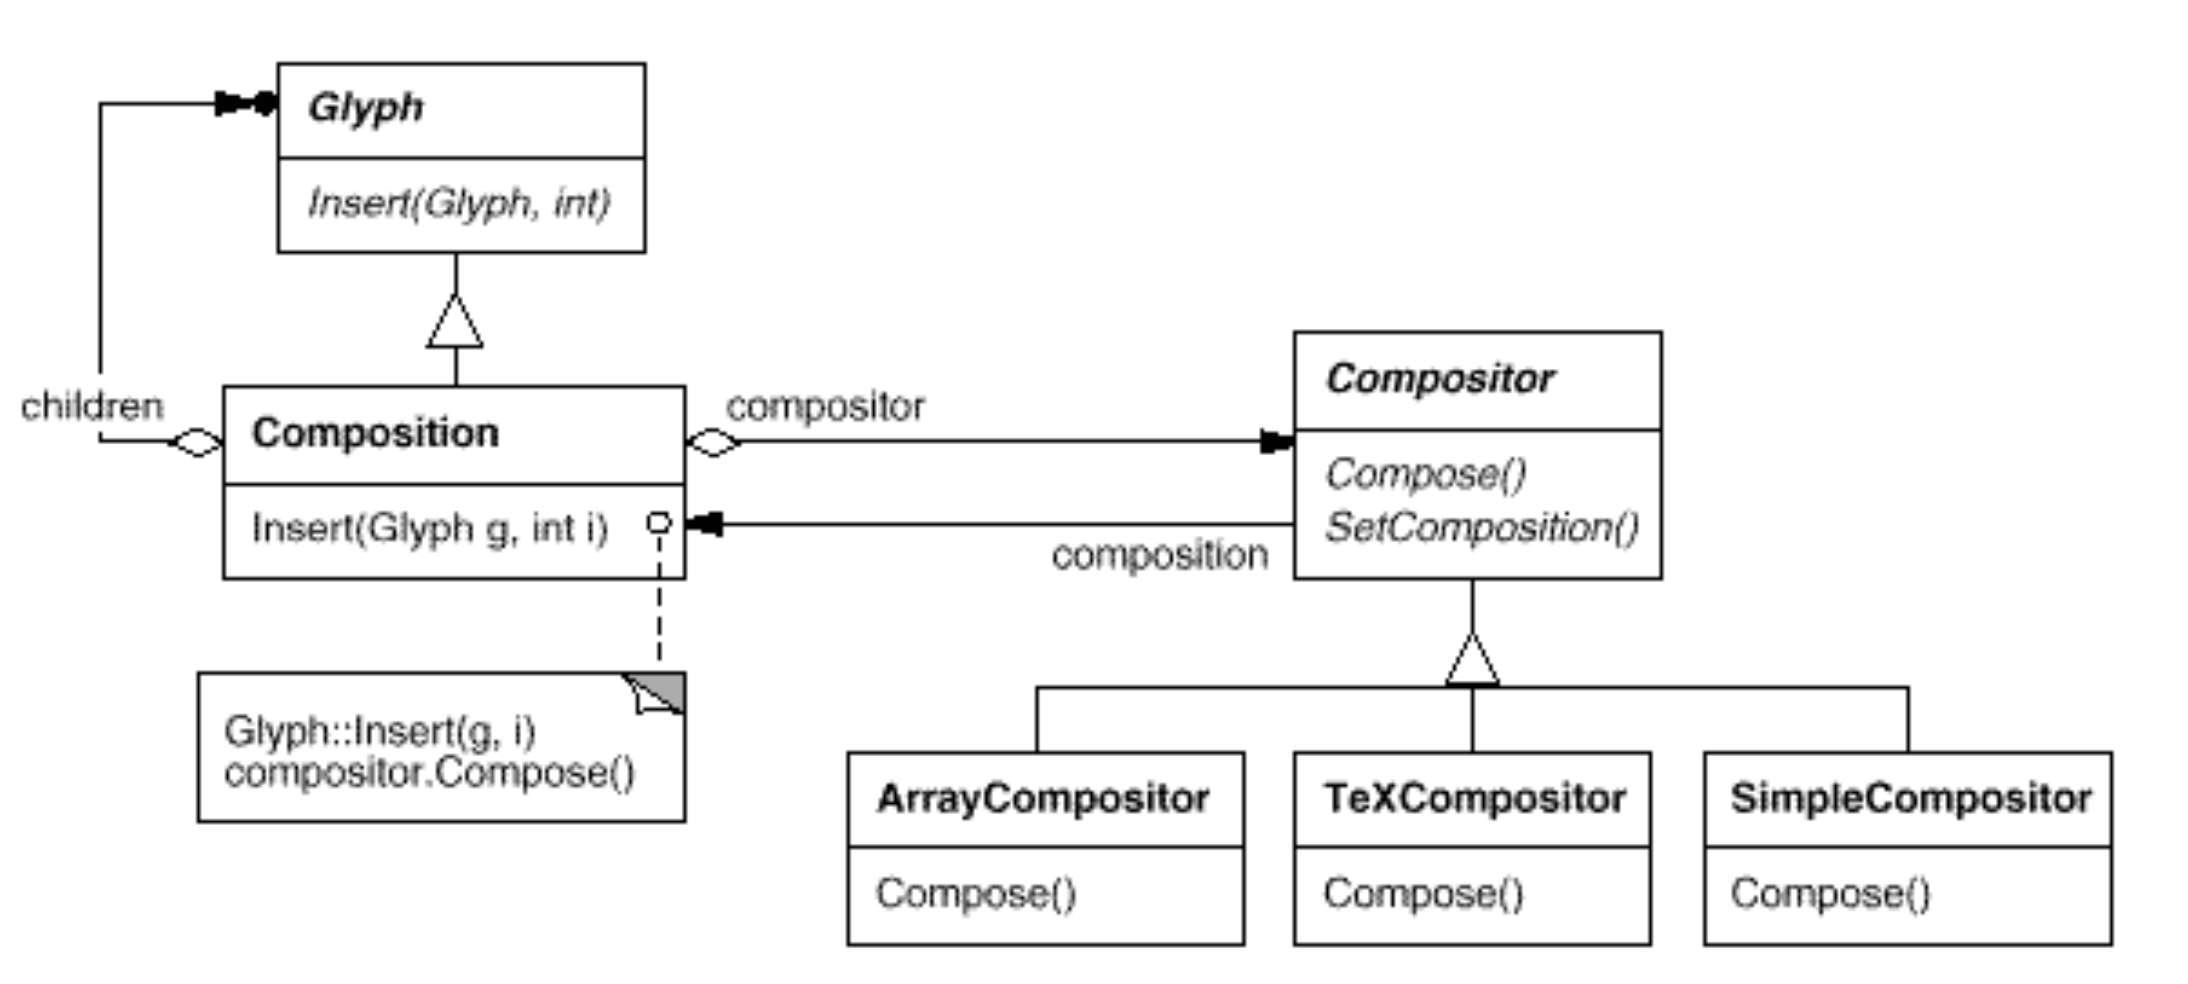 Glyph
Insert(Glyph, int)
children
Composition
Insert(Glyph g, int i)
compositor
composition
Compositor
Compose()
SetComposition()
Glyph::Insert(g, i)
compositor.Compose()
ArrayCompositor
Compose()
TeXCompositor
Compose()
SimpleCompositor
Compose()